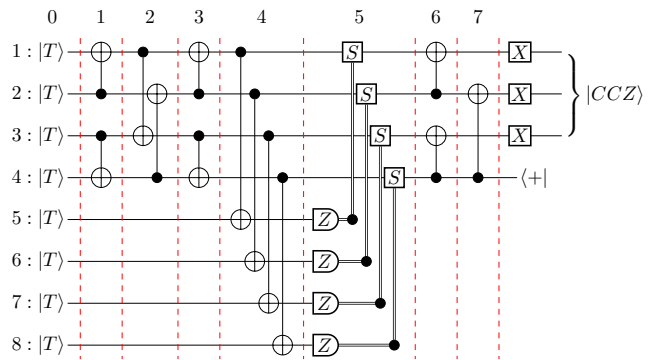 0 1 2 3 4 5 6 7
1 : |T⟩ S X
2 : |T⟩ S X |CCZ⟩
3 : |T⟩ S X
4 : |T⟩ S ⟨+|
5 : |T⟩ Z
6 : |T⟩ Z
7 : |T⟩ Z
8 : |T⟩ Z